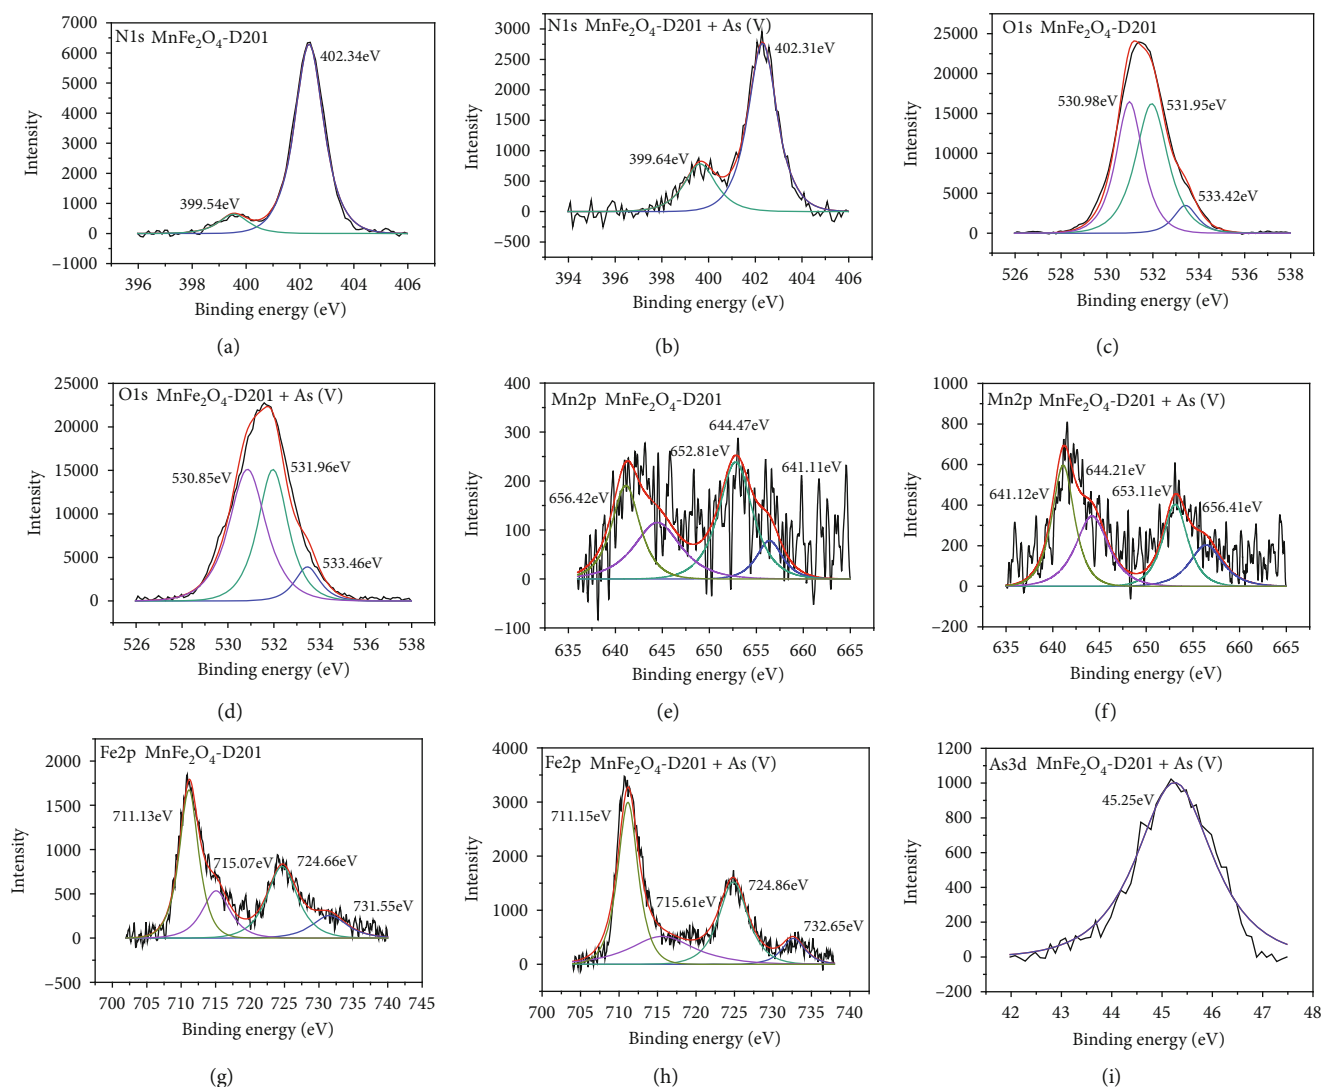 N1s MnFe2O4-D201
7000
6000
5000
4000
3000
2000
1000
0
−1000
402.34eV
399.54eV
Intensity
396 398 400 402 404 406
Binding energy (eV)
(a)
N1s MnFe2O4-D201 + As (V)
3000
2500
2000
1500
1000
500
0
−500
402.31eV
399.64eV
Intensity
394 396 398 400 402 404 406
Binding energy (eV)
(b)
O1s MnFe2O4-D201
25000
20000
15000
10000
5000
0
530.98eV
531.95eV
533.42eV
Intensity
526 528 530 532 534 536 538
Binding energy (eV)
(c)
O1s MnFe2O4-D201 + As (V)
25000
20000
15000
10000
5000
0
530.85eV
531.96eV
533.46eV
Intensity
526 528 530 532 534 536 538
Binding energy (eV)
(d)
Mn2p MnFe2O4-D201
400
300
200
100
0
−100
644.47eV
652.81eV
641.11eV
656.42eV
Intensity
635 640 645 650 655 660 665
Binding energy (eV)
(e)
Mn2p MnFe2O4-D201 + As (V)
1000
800
600
400
200
0
−200
644.21eV
641.12eV
653.11eV
656.41eV
Intensity
635 640 645 650 655 660 665
Binding energy (eV)
(f)
Fe2p MnFe2O4-D201
2000
1500
1000
500
0
−500
711.13eV
715.07eV
724.66eV
731.55eV
Intensity
700 705 710 715 720 725 730 735 740 745
Binding energy (eV)
(g)
Fe2p MnFe2O4-D201 + As (V)
4000
3000
2000
1000
0
711.15eV
715.61eV
724.86eV
732.65eV
Intensity
700 705 710 715 720 725 730 735 740
Binding energy (eV)
(h)
As3d MnFe2O4-D201 + As (V)
1200
1000
800
600
400
200
0
−200
45.25eV
Intensity
42 43 44 45 46 47 48
Binding energy (eV)
(i)